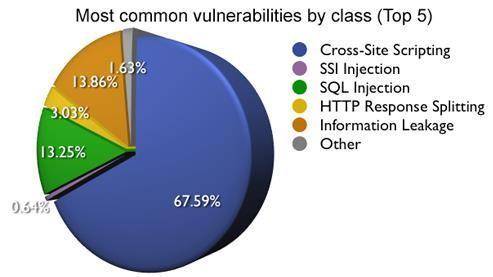 Most common vulnerabilities by class (Top 5)
Cross-Site Scripting
SSI Injection
SQL Injection
HTTP Response Splitting
Information Leakage
Other
1.63%
13.86%
3.03%
13.25%
0.64%
67.59%